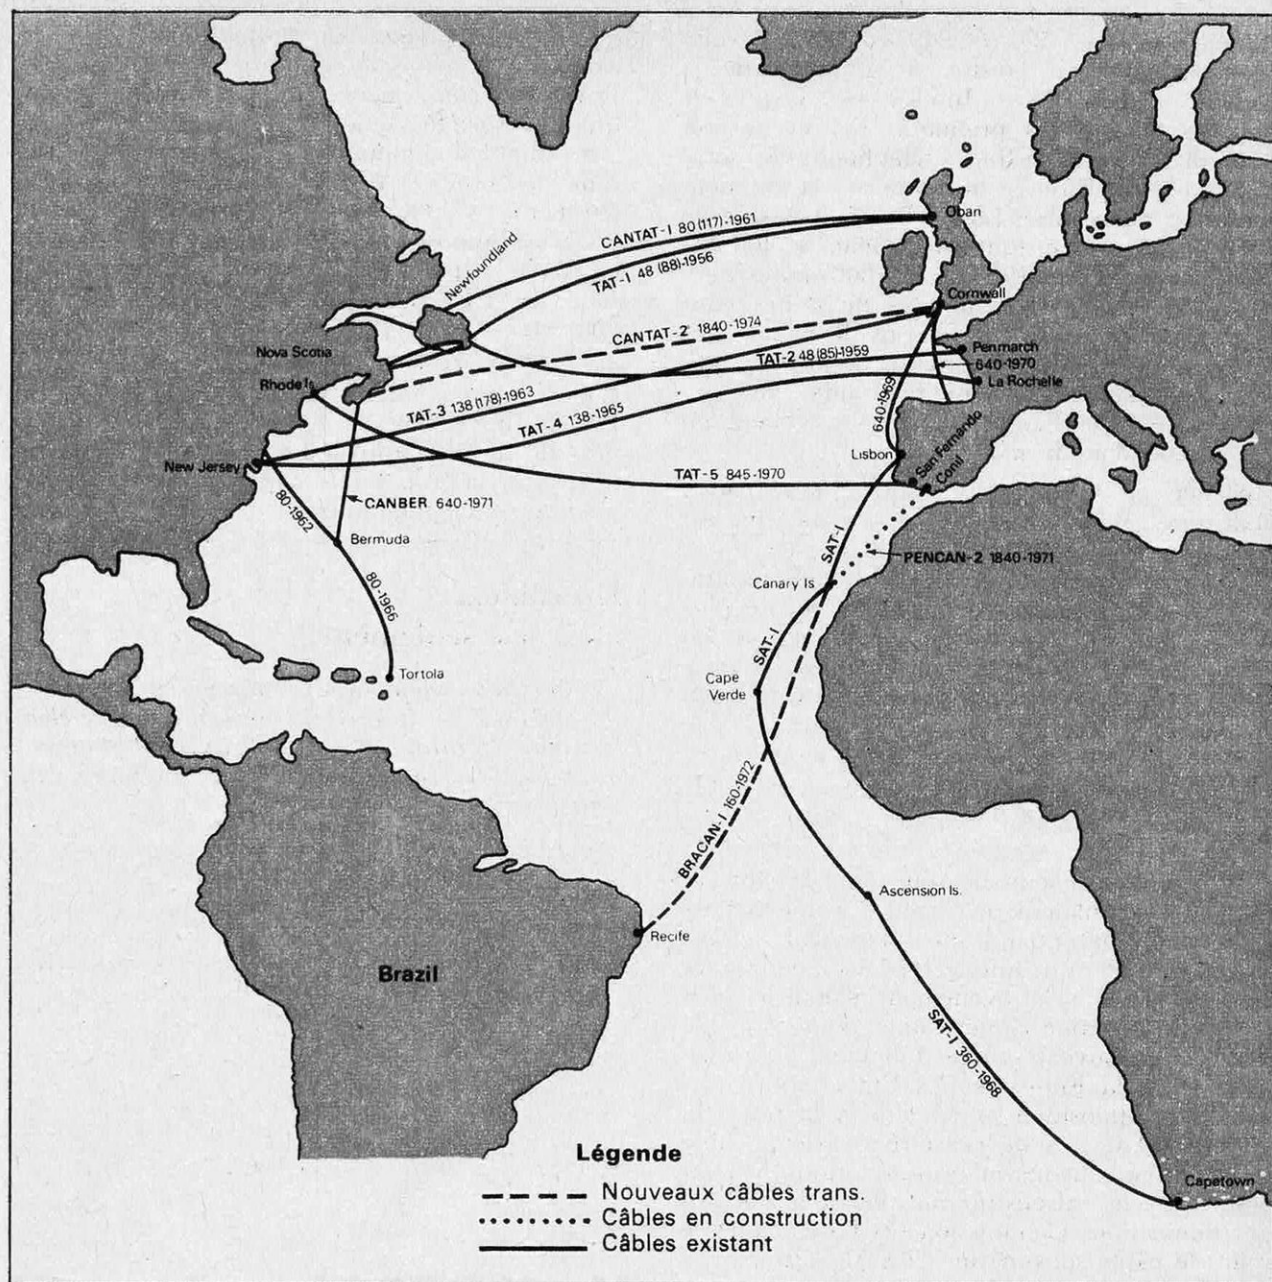 Oban
CANTAT-1 80(117)-1961
Newfoundland
TAT-1 48 (88)-1956
Cornwall
CANTAT-2 1840-1974
Nova Scotia
Penmarch
TAT-2 48(85)-1959
640-1970
Rhode Is.
La Rochelle
TAT-3 138(178)-1963
640-1969
TAT-4 138-1965
San Fernando
Lisbon
Conil
New Jersey
TAT-5 845-1970
80-1962
CANBER 640-1971
Bermuda
SAT-1
PENCAN-2 1840-1971
Canary Is
80-1966
SAT-1
Tortola
Cape
Verde
BRACAN-1 160-1972
Ascension Is.
Recife
Brazil
SAT-1 360-1968
Légende
Capetown
Nouveaux câbles trans.
Câbles en construction
Câbles existant